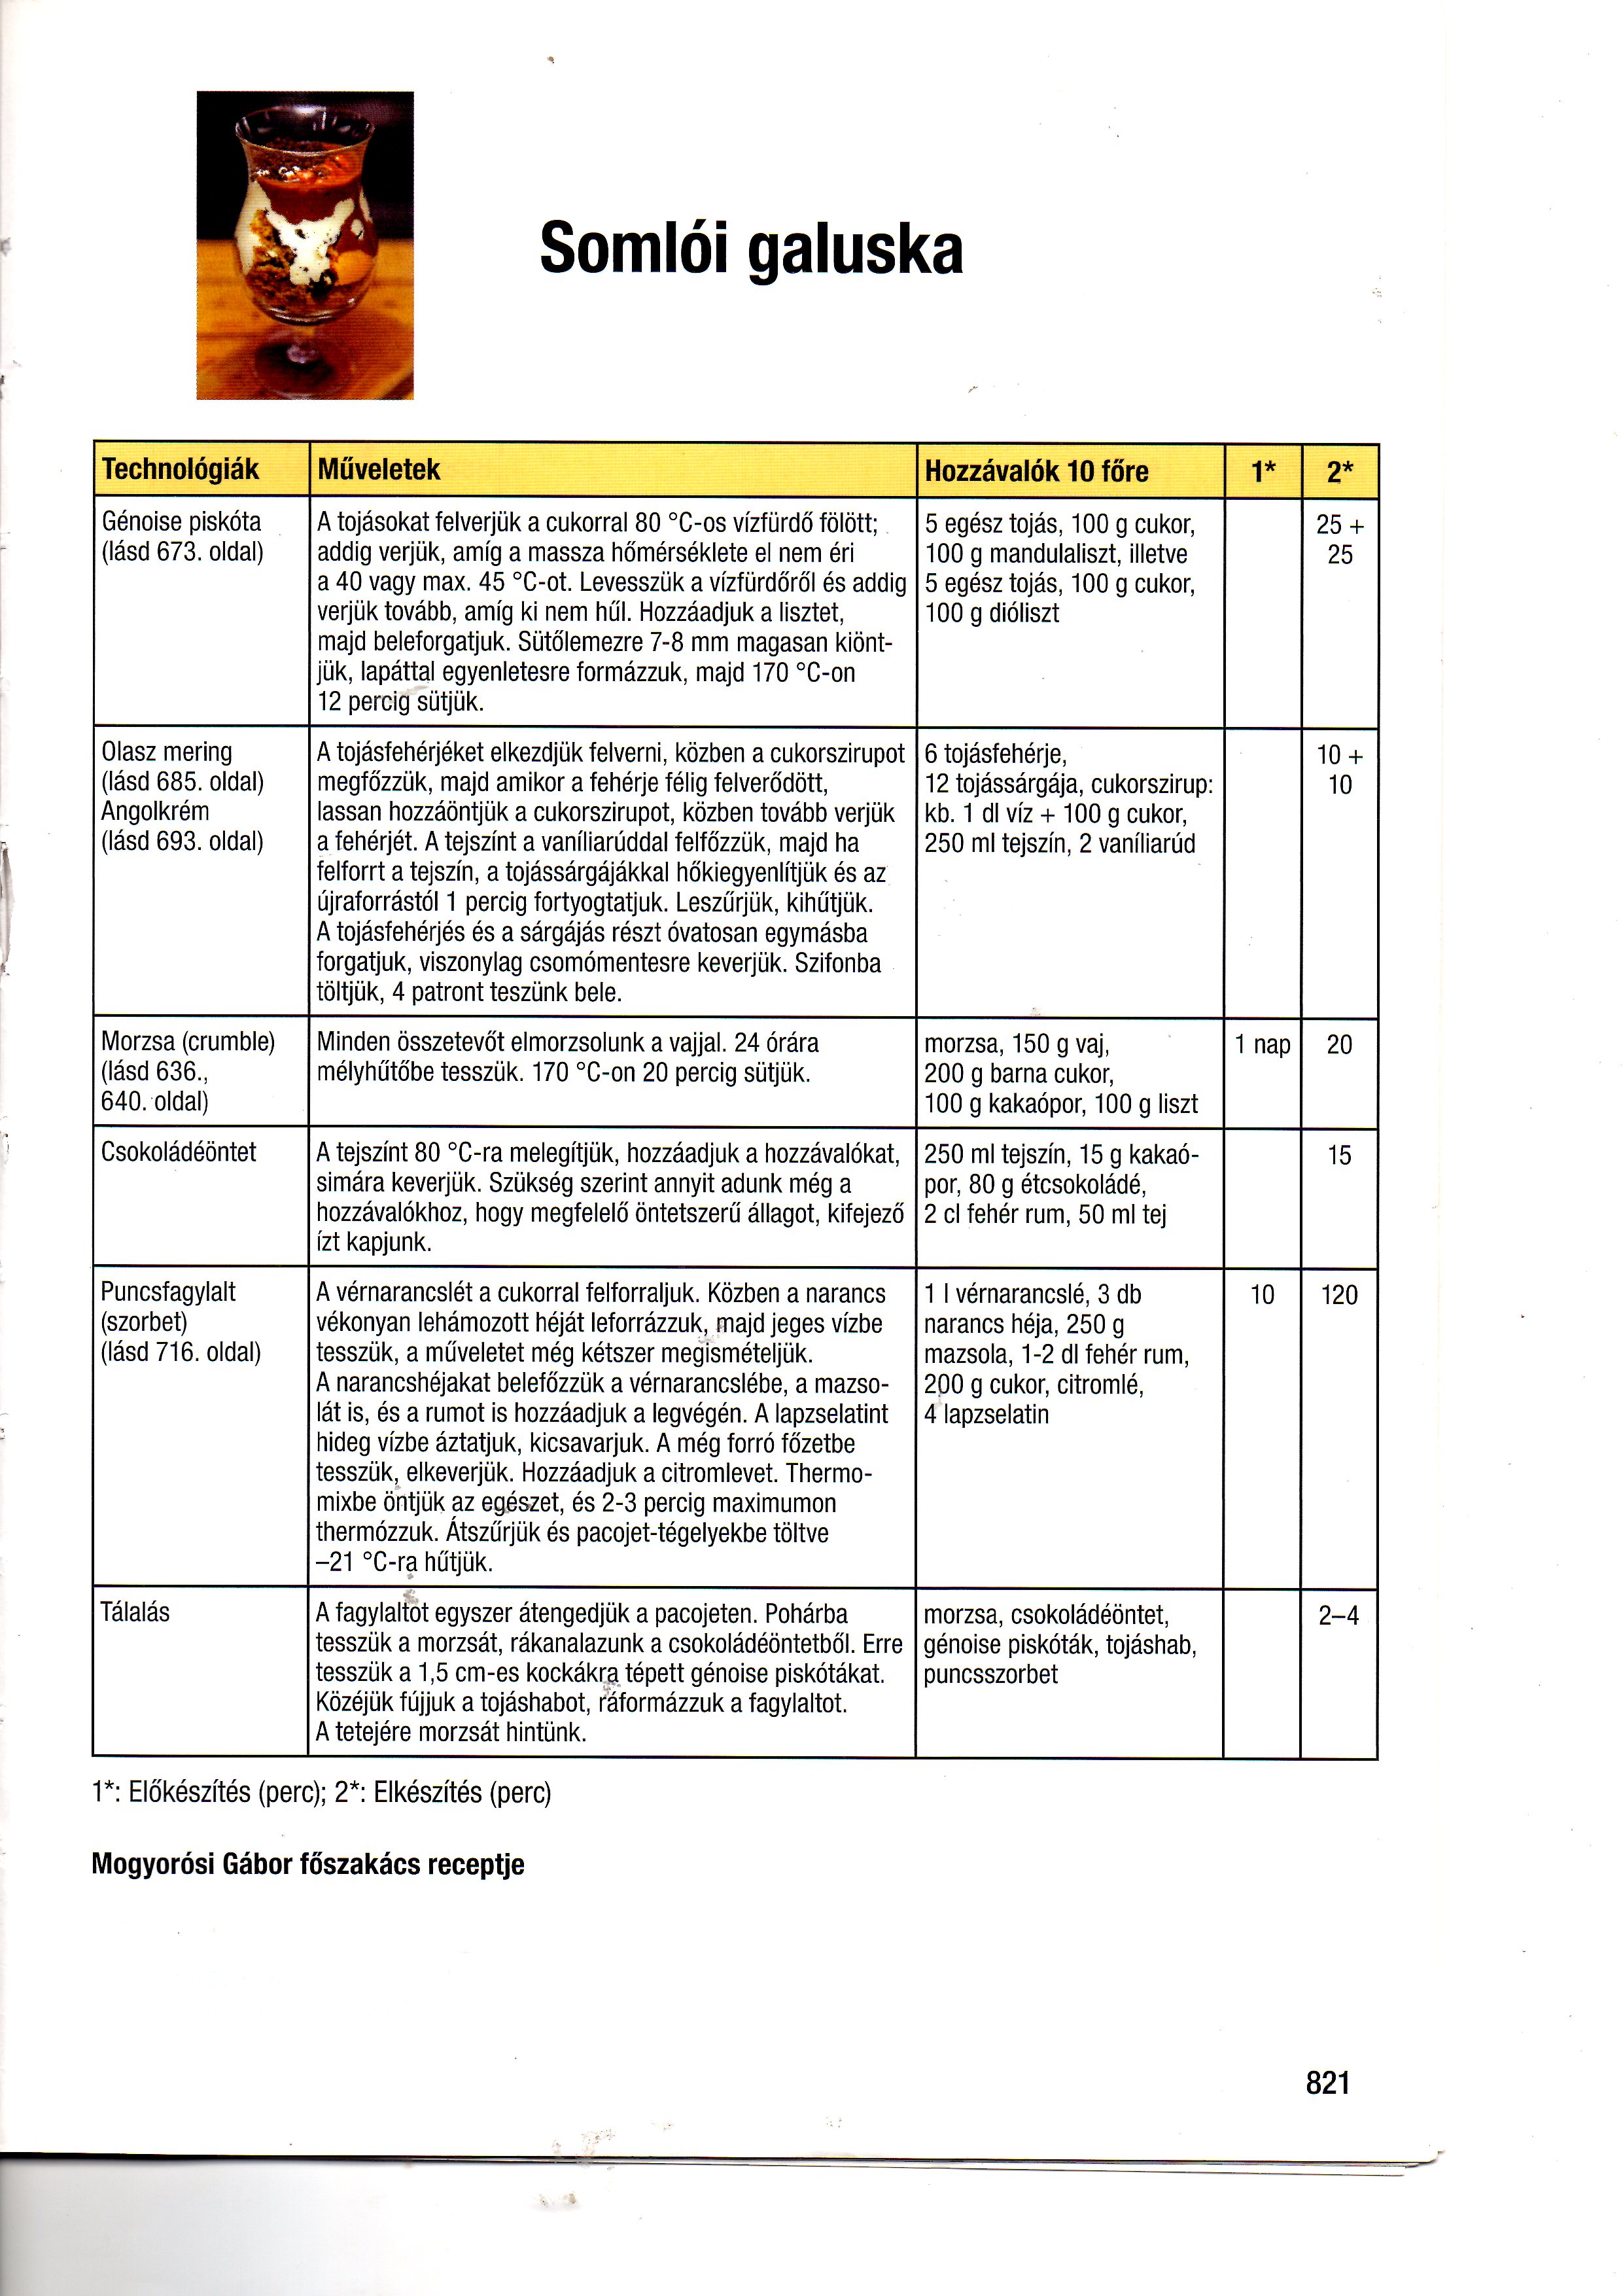 Somlói galuska
Technológiák Műveletek Hozzávalók 10 főre 1* 2*
Génoise piskóta
(lásd 673. oldal)
A tojásokat felverjük a cukorral 80 °C-os vízfürdő fölött;
addig verjük, amíg a massza hőmérséklete el nem éri
a 40 vagy max. 45 °C-ot. Levesszük a vízfürdőről és addig
verjük tovább, amíg ki nem hűl. Hozzáadjuk a lisztet,
majd beleforgatjuk. Sütőlemezre 7-8 mm magasan kiönt-
jük, lapáttal egyenletesre formázzuk, majd 170 °C-on
12 percig sütjük.
5 egész tojás, 100 g cukor,
100 g mandulaliszt, illetve
5 egész tojás, 100 g cukor,
100 g dióliszt
25 +
25
Olasz mering
(lásd 685. oldal)
Angolkrém
(lásd 693. oldal)
A tojásfehérjéket elkezdjük felverni, közben a cukorszirupot
megfőzzük, majd amikor a fehérje félig felverődött,
lassan hozzáöntjük a cukorszirupot, közben tovább verjük
a fehérjét. A tejszínt a vaníliarúddal felfőzzük, majd ha
felforrt a tejszín, a tojássárgájákkal hőkiegyenlítjük és az
újraforrástól 1 percig fortyogtatjuk. Leszűrjük, kihűtjük.
A tojásfehérjés és a sárgájás részt óvatosan egymásba
forgatjuk, viszonylag csomómentesre keverjük. Szifonba
töltjük, 4 patront teszünk bele.
6 tojásfehérje,
12 tojássárgája, cukorszirup:
kb. 1 dl víz + 100 g cukor,
250 ml tejszín, 2 vaníliarúd
10 +
10
Morzsa (crumble)
(lásd 636.,
640. oldal)
Minden összetevőt elmorzsolunk a vajjal. 24 órára
mélyhűtőbe tesszük. 170 °C-on 20 percig sütjük.
morzsa, 150 g vaj,
200 g barna cukor,
100 g kakaópor, 100 g liszt
1 nap
20
Csokoládéöntet
A tejszínt 80 °C-ra melegítjük, hozzáadjuk a hozzávalókat,
simára keverjük. Szükség szerint annyit adunk még a
hozzávalókhoz, hogy megfelelő öntetszerű állagot, kifejező
ízt kapjunk.
250 ml tejszín, 15 g kakaó-
por, 80 g étcsokoládé,
2 cl fehér rum, 50 ml tej
15
Puncsfagylalt
(szorbet)
(lásd 716. oldal)
A vérnarancslét a cukorral felforraljuk. Közben a narancs
vékonyan lehámozott héját leforrázzuk, majd jeges vízbe
tesszük, a műveletet még kétszer megismételjük.
A narancshéjakat belefőzzük a vérnarancslébe, a mazso-
lát is, és a rumot is hozzáadjuk a legvégén. A lapzselatint
hideg vízbe áztatjuk, kicsavarjuk. A még forró főzetbe
tesszük, elkeverjük. Hozzáadjuk a citromlevet. Thermo-
mixbe öntjük az egészet, és 2-3 percig maximumon
thermózzuk. Átszűrjük és pacojet-tégelyekbe töltve
–21 °C-ra hűtjük.
1 l vérnarancslé, 3 db
narancs héja, 250 g
mazsola, 1-2 dl fehér rum,
200 g cukor, citromlé,
4 lapzselatin
10
120
Tálalás
A fagylaltot egyszer átengedjük a pacojeten. Pohárba
tesszük a morzsát, rákanalazunk a csokoládéöntetből. Erre
tesszük a 1,5 cm-es kockákra tépett génoise piskótákat.
Közéjük fújjuk a tojáshabot, ráformázzuk a fagylaltot.
A tetejére morzsát hintünk.
morzsa, csokoládéöntet,
génoise piskóták, tojáshab,
puncsszorbet
2–4
1*: Előkészítés (perc); 2*: Elkészítés (perc)
Mogyorósi Gábor főszakács receptje
821